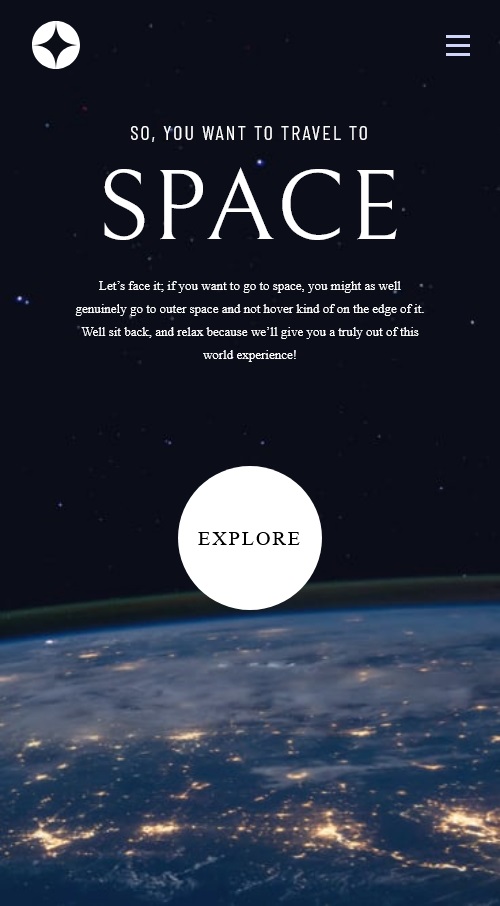 SO, YOU WANT TO TRAVEL TO
SPACE
Let’s face it; if you want to go to space, you might as well
genuinely go to outer space and not hover kind of on the edge of it.
Well sit back, and relax because we’ll give you a truly out of this
world experience!
EXPLORE